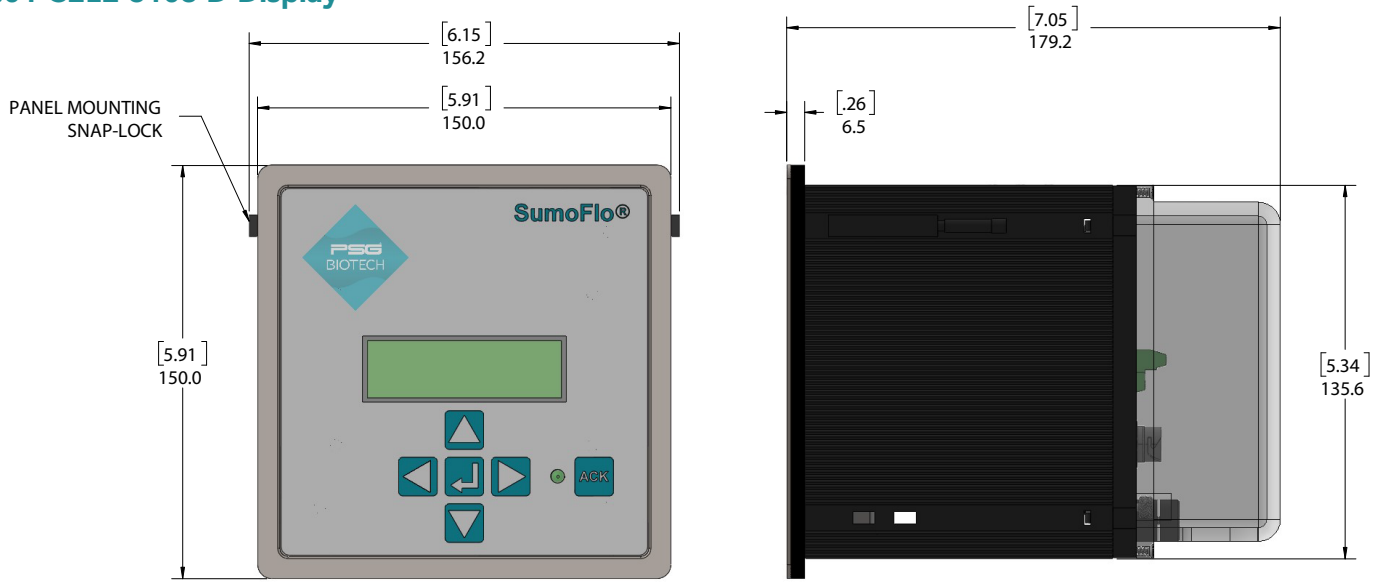 [6.15]
156.2
[7.05]
179.2
[5.91]
150.0
[.26]
6.5
PANEL MOUNTING
SNAP-LOCK
SumoFlo®
PSG
BIOTECH
[5.91]
150.0
[5.34]
135.6
ACK